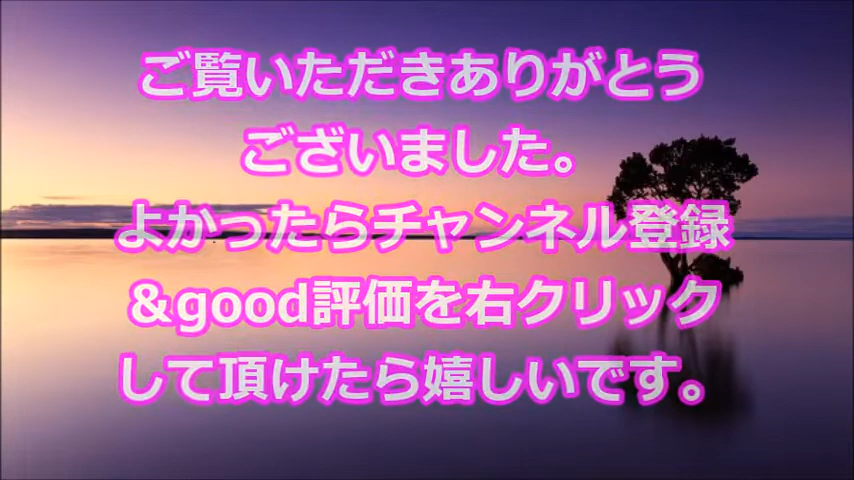 ご覧いただきありがとう
ございました。
よかったらチャンネル登録
&good評価を右クリック
して頂けたら嬉しいです。